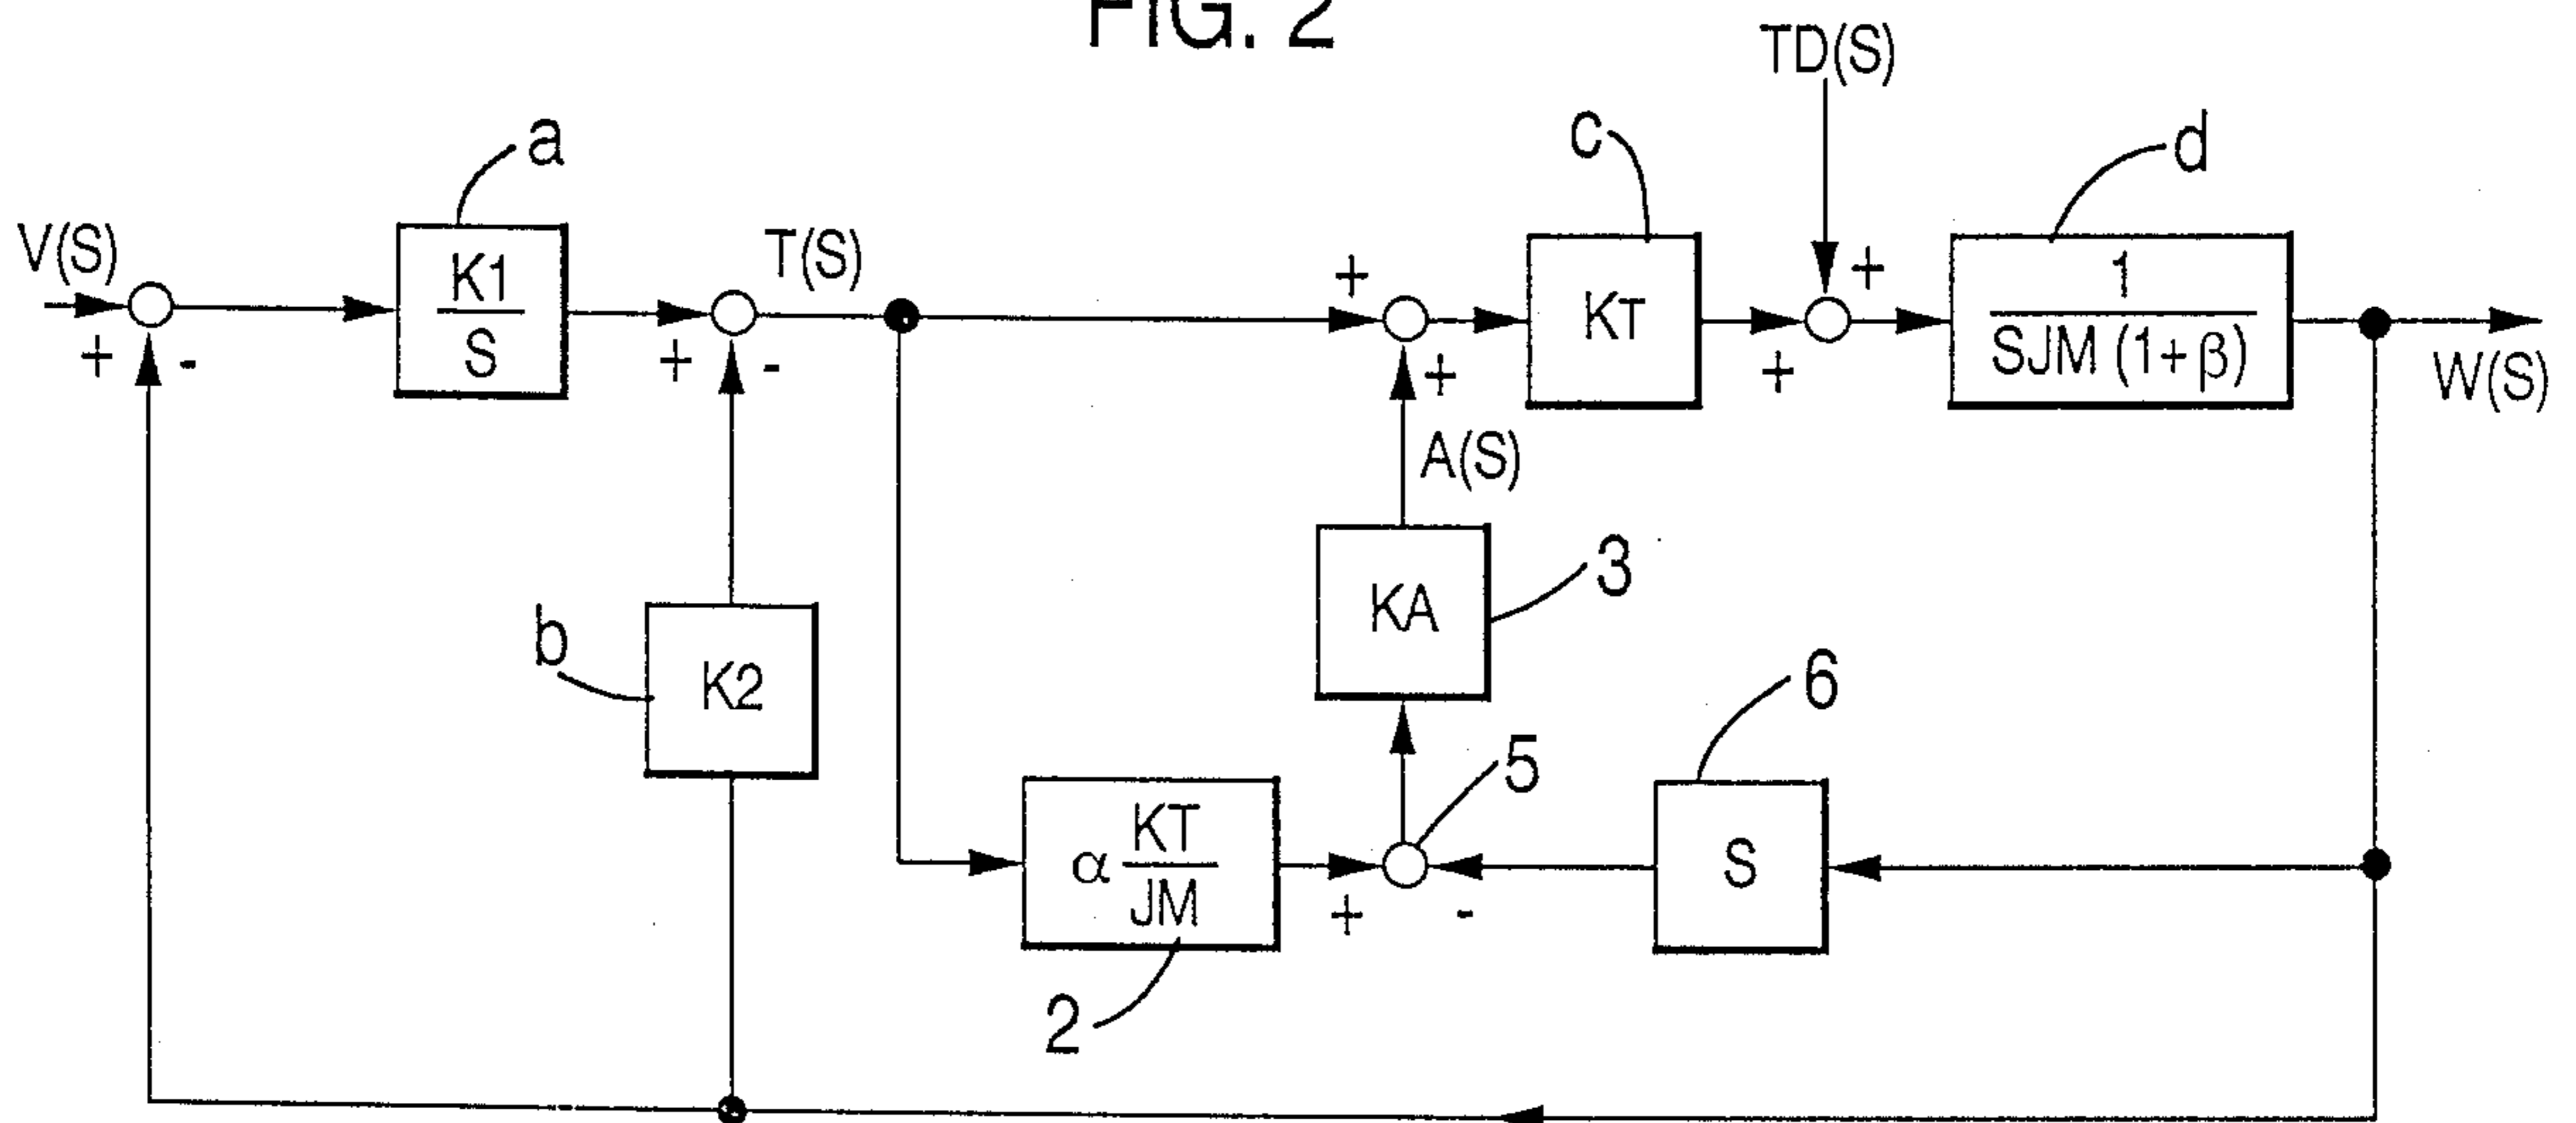 FIG. 2
TD(S)
a
c
d
V(S)
K1
S
T(S)
+
KT
+
1
SJM (1+β)
+ -
+ -
+
+
W(S)
A(S)
b
K2
KA
3
6
5
α KT
JM
S
+ -
2